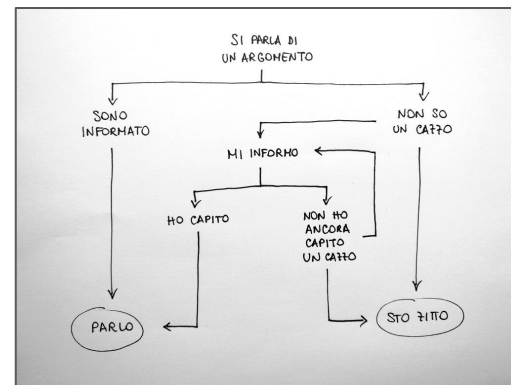 SI PARLA DI
UN ARGOMENTO
SONO
INFORMATO
NON SO
UN CAZZO
MI INFORMO
HO CAPITO
NON HO
ANCORA
CAPITO
UN CAZZO
PARLO
STO ZITTO